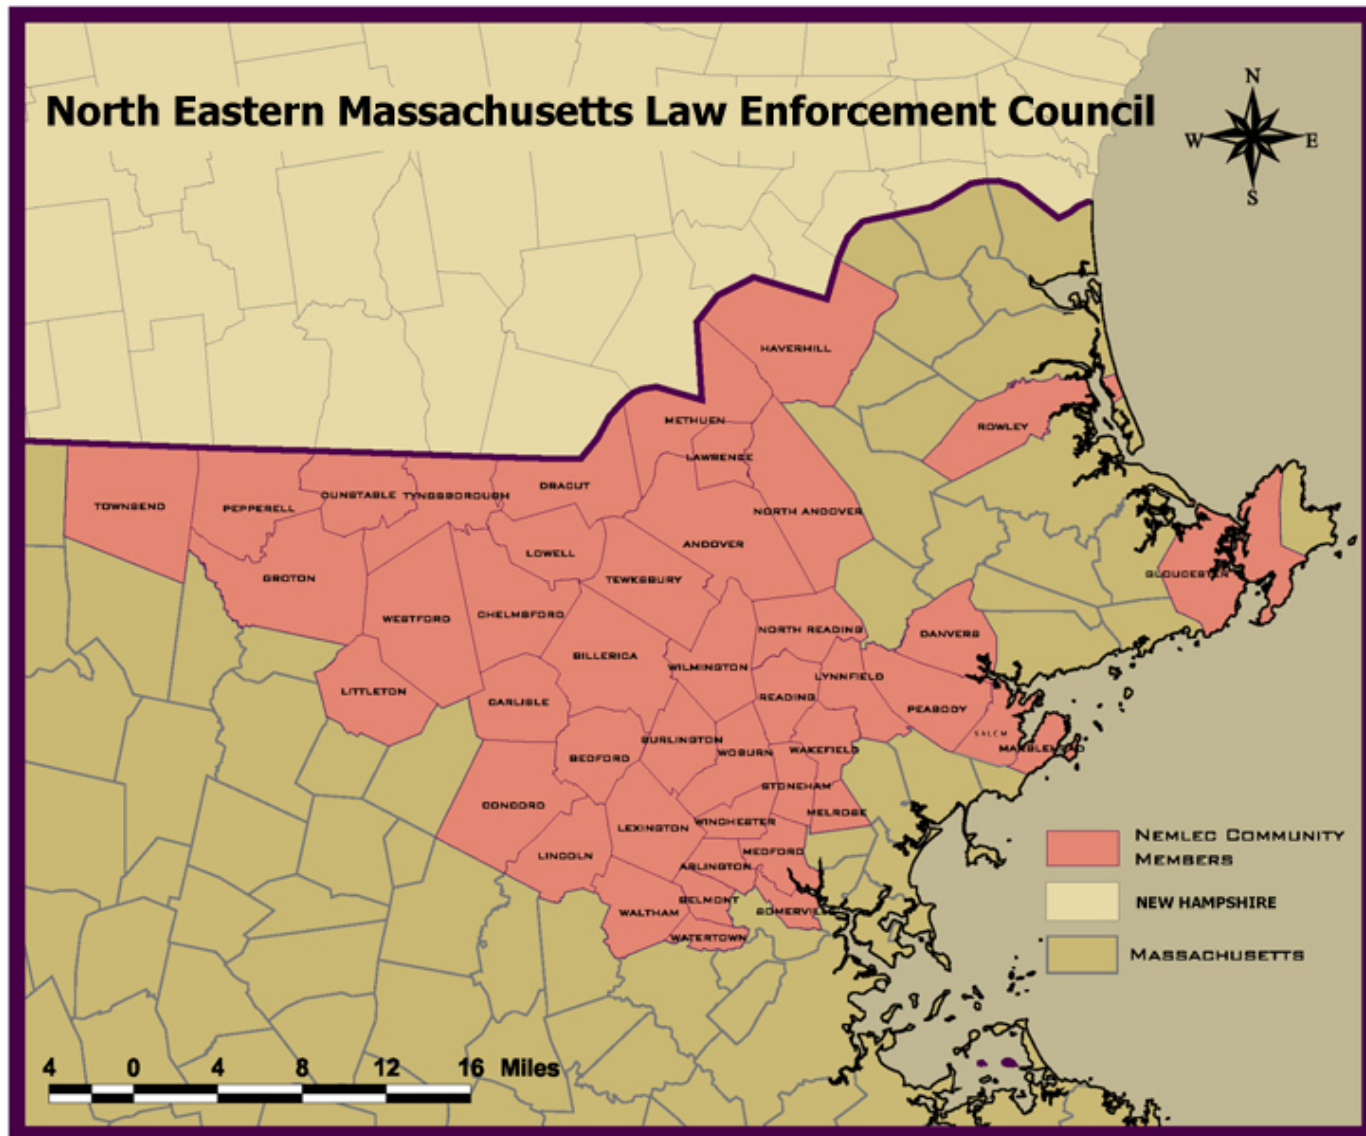 North Eastern Massachusetts Law Enforcement Council
N
W E
S
HAVERHILL
METHUEN
ROWLEY
LAWRENCE
DRACUT
DUNSTABLE
TYNGSBOROUGH
TOWNSEND
PEPPERELL
NORTH ANDOVER
ANDOVER
LOWELL
GLOUCESTER
GROTON
TEWKSBURY
WESTFORD
CHELMSFORD
NORTH READING
DANVERS
BILLERICA
WILMINGTON
LYNNFIELD
LITTLETON
READING
CARLISLE
PEABODY
SALEM
BURLINGTON
MARBLEHEAD
WOBURN
WAKEFIELD
BEDFORD
STONEHAM
CONCORD
MELROSE
WINCHESTER
LEXINGTON
MEDFORD
LINCOLN
ARLINGTON
BELMONT
WALTHAM
SOMERVILLE
WATERTOWN
NEMLEC COMMUNITY
MEMBERS
NEW HAMPSHIRE
MASSACHUSETTS
4 0 4 8 12 16 Miles